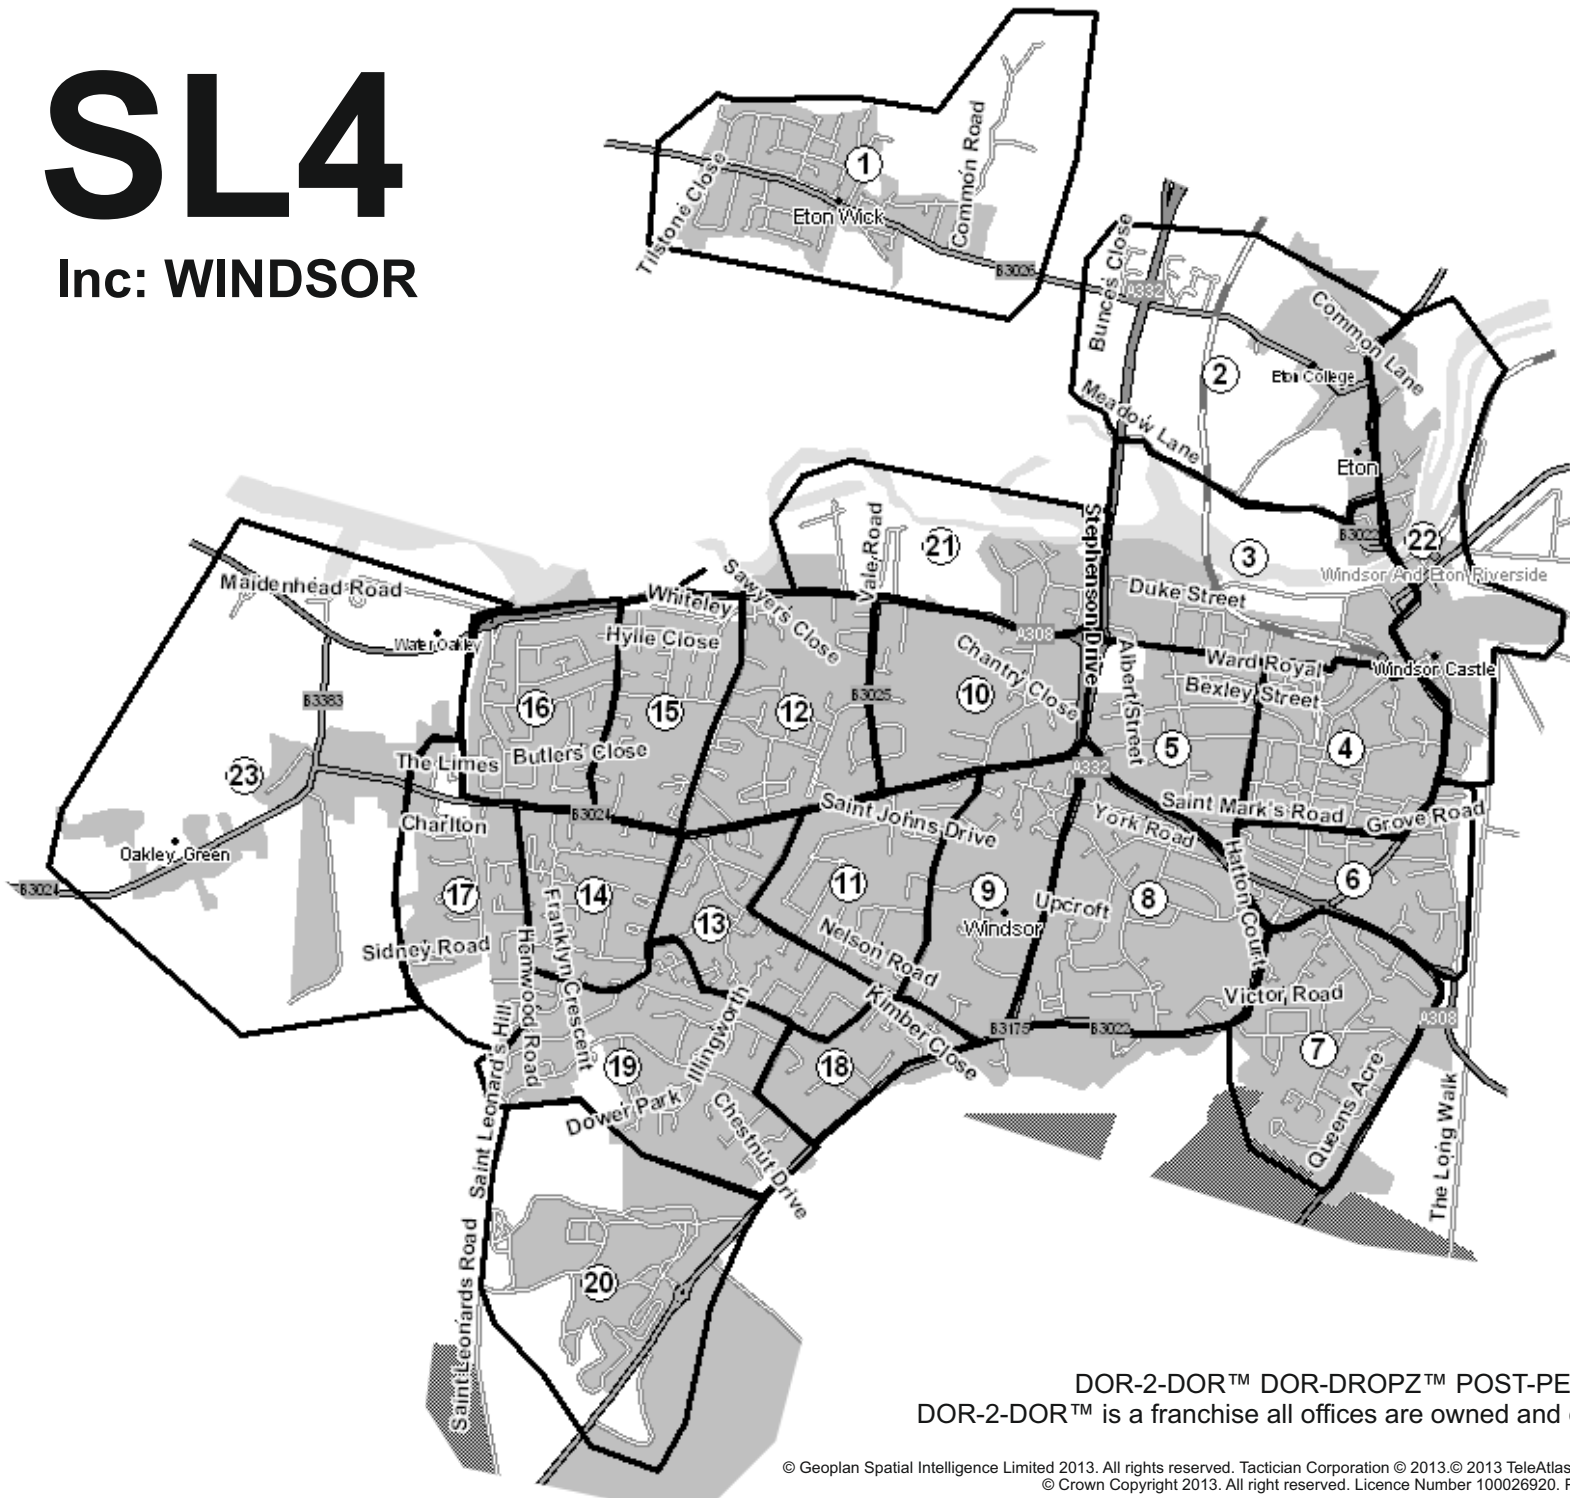 SL4
Inc: WINDSOR
1
Eton Wick
Tilstone Close
Common Road
B3026
Bunces Close
A332
2
Common Lane
Eton College
Meadow Lane
Eton
B3022
22
21
Vale Road
Stephenson Drive
3
Windsor And Eton Riverside
Duke Street
Maidenhead Road
Water Oakley
Whiteley
Sawyers Close
Hylle Close
A308
Chantry Close
Albert Street
Ward Royal
Windsor Castle
Bexley Street
B3383
16
15
12
B3025
10
5
4
The Limes
Butlers Close
23
A332
B3024
Charlton
Saint Johns Drive
York Road
Saint Mark's Road
Grove Road
Oakley Green
B3024
17
14
Franklyn Crescent
13
11
9
Windsor
Upcroft
8
Hatton Court
6
Sidney Road
Hemwood Road
Nelson Road
Kimber Close
Victor Road
Saint Leonard's Hill
Illingworth
B3175
B3022
A308
19
18
7
Dower Park
Chestnut Drive
Queens Acre
The Long Walk
Saint Leonards Road
20
DOR-2-DOR™ DOR-DROPZ™ POST-PE
DOR-2-DOR™ is a franchise all offices are owned and
© Geoplan Spatial Intelligence Limited 2013. All rights reserved. Tactician Corporation © 2013.© 2013 TeleAtlas
© Crown Copyright 2013. All right reserved. Licence Number 100026920.